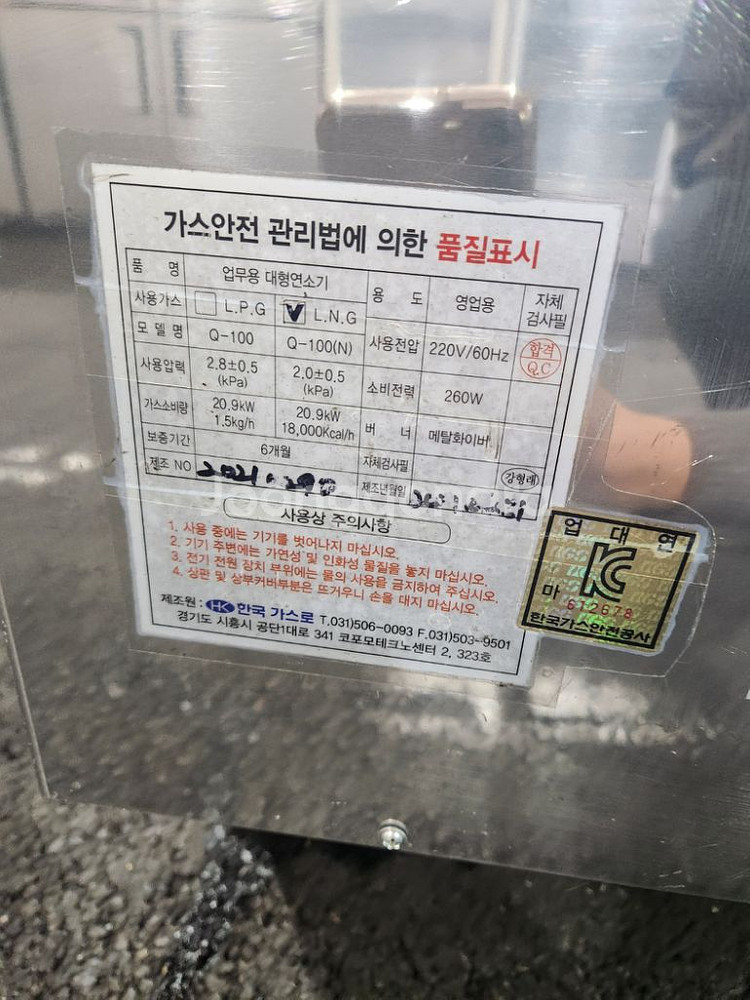 가스안전 관리법에 의한 품질표시
품 명 업무용 대형연소기 용 도 영업용 자체 검사필
사용가스 L.P.G L.N.G
모델명 Q-100 Q-100(N) 사용전압 220V/60Hz 합격 Q.C
사용압력 2.8±0.5 (kPa) 2.0±0.5 (kPa) 소비전력 260W
가스소비량 20.9kW 1.5kg/h 20.9kW 18,000Kcal/h 버 너 메탈화이버
보증기간 6개월 자체검사필 강형래
제조 NO 2021. 제조년월일
사용상 주의사항
1. 사용 중에는 기기를 벗어나지 마십시오.
2. 기기 주변에는 가연성 및 인화성 물질을 놓지 마십시오.
3. 전기 전원 장치 부위에는 물의 사용을 금지하여 주십시오.
4. 상판 및 상부커버부분은 뜨거우니 손을 대지 마십시오.
제조원 : HK 한국 가스로 T.031)506-0093 F.031)503-9501
경기도 시흥시 공단1대로 341 코포모테크노센터 2, 323호
업 대 연
KC
마 612678
한국가스안전공사